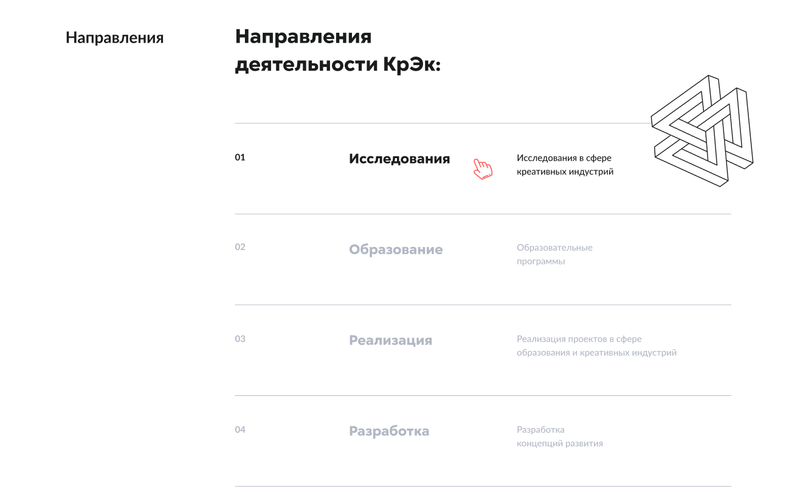 Направления
Направления
деятельности КрЭк:
01
Исследования
Исследования в сфере
креативных индустрий
02
Образование
Образовательные
программы
03
Реализация
Реализация проектов в сфере
образования и креативных индустрий
04
Разработка
Разработка
концепций развития